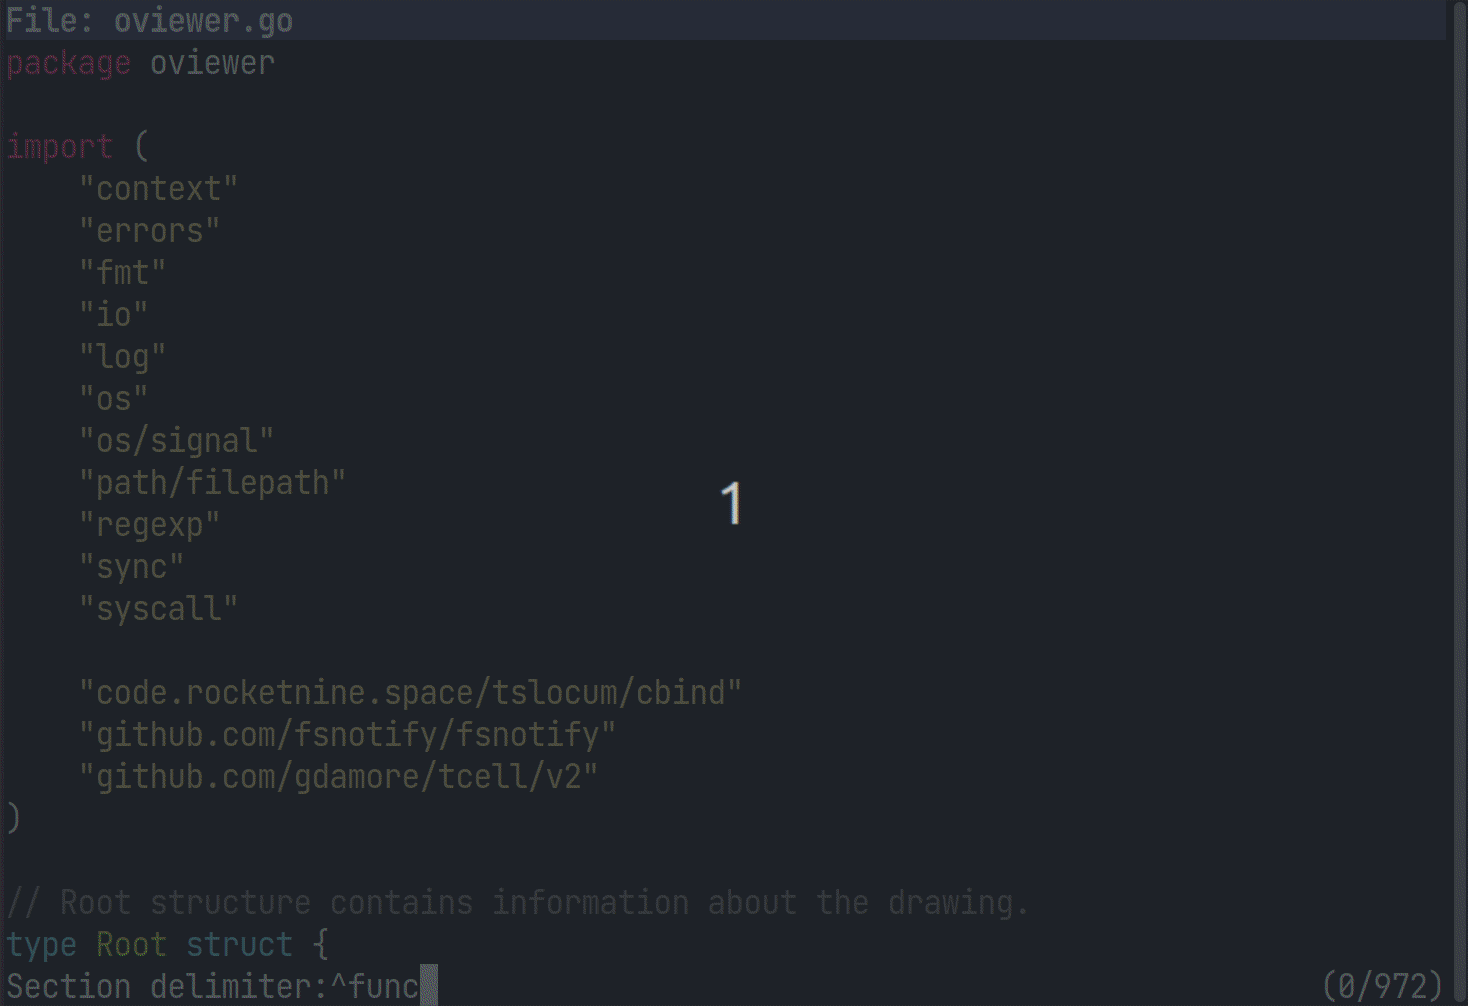 File: oviewer.go
package oviewer
import (
"context"
"errors"
"fmt"
"io"
"log"
"os"
"os/signal"
"path/filepath"
"regexp"
"sync"
"syscall"
1
"code.rocketnine.space/tslocum/cbind"
"github.com/fsnotify/fsnotify"
"github.com/gdamore/tcell/v2"
)
// Root structure contains information about the drawing.
type Root struct {
Section delimiter:^func (0/972)